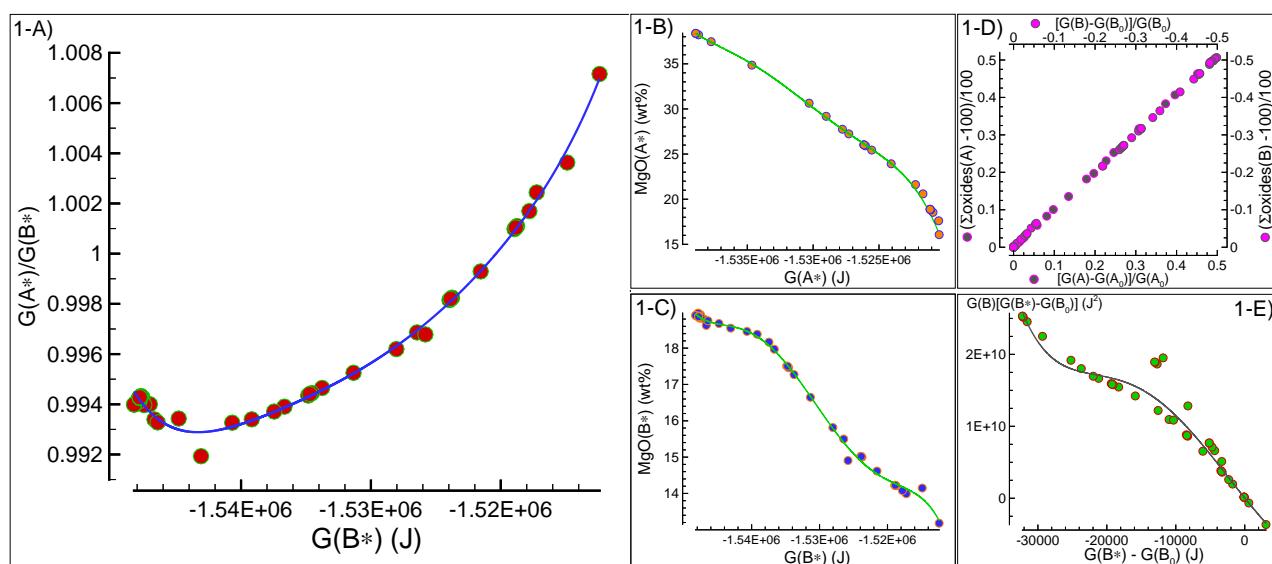 1-A)
1.008
1.006
1.004
1.002
1
0.998
0.996
0.994
0.992
G(A*)/G(B*)
-1.54E+06
-1.53E+06
-1.52E+06
G(B*) (J)
1-B)
35
30
25
20
15
MgO(A*) (wt%)
-1.535E+06
-1.53E+06
-1.525E+06
G(A*) (J)
1-C)
18
17
16
15
14
MgO(B*) (wt%)
-1.54E+06
-1.53E+06
-1.52E+06
G(B*) (J)
1-D)
[G(B)-G(B₀)]/G(B₀)
0
-0.1
-0.2
-0.3
-0.4
-0.5
0.5
0.4
0.3
0.2
0.1
0
(Σoxides(A) -100)/100
-0.5
-0.4
-0.3
-0.2
-0.1
0
(Σoxides(B) -100)/100
0
0.1
0.2
0.3
0.4
0.5
[G(A)-G(A₀)]/G(A₀)
G(B)[G(B*)-G(B₀)] (J²)
1-E)
2E+10
1E+10
0
-30000
-20000
-10000
0
G(B*) - G(B₀) (J)